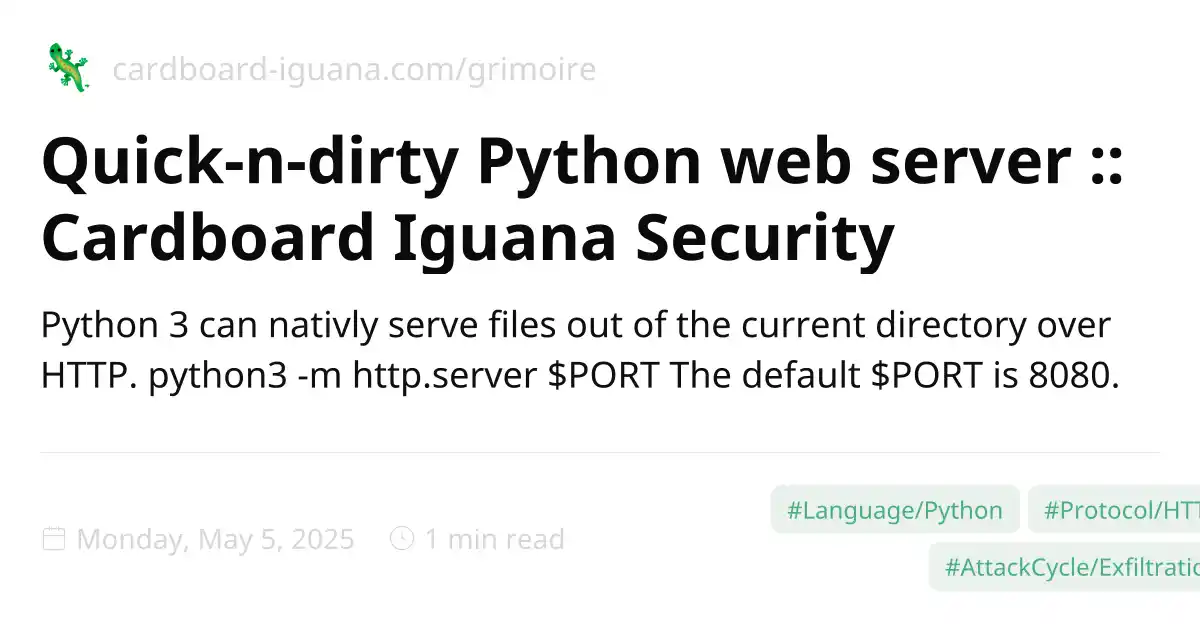 cardboard-iguana.com/grimoire
Quick-n-dirty Python web server ::
Cardboard Iguana Security
Python 3 can nativly serve files out of the current directory over
HTTP. python3 -m http.server $PORT The default $PORT is 8080.
Monday, May 5, 2025 1 min read
#Language/Python #Protocol/HT
#AttackCycle/Exfiltratio